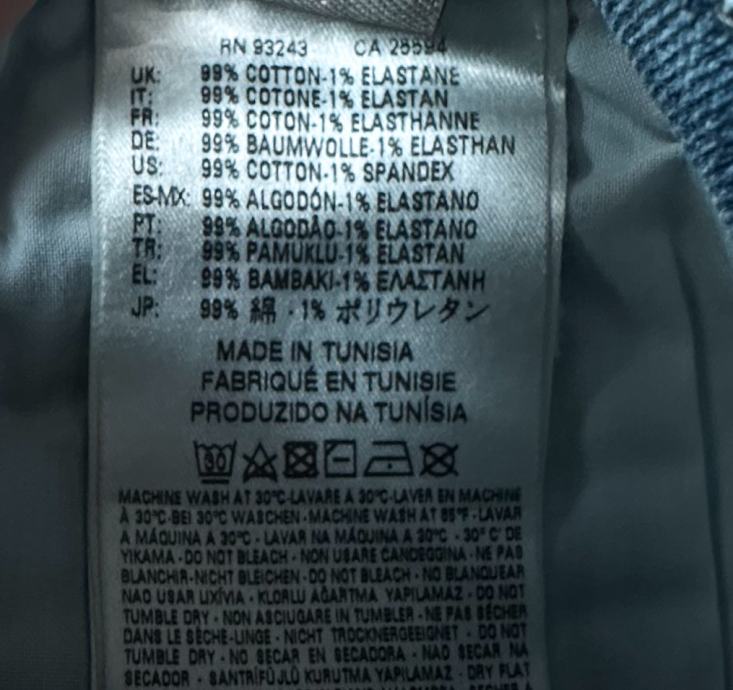 RN 93243 CA 25594
UK: 99% COTTON-1% ELASTANE
IT: 99% COTONE-1% ELASTAN
FR: 99% COTON-1% ELASTHANNE
DE: 99% BAUMWOLLE-1% ELASTHAN
US: 99% COTTON-1% SPANDEX
ES-MX: 99% ALGODÓN-1% ELASTANO
PT: 99% ALGODÃO-1% ELASTANO
TR: 99% PAMUKLU-1% ELASTAN
EL: 99% BAMBAKI-1% ΕΛΑΣΤΑΝΗ
JP: 99% 綿 · 1% ポリウレタン
MADE IN TUNISIA
FABRIQUÉ EN TUNISIE
PRODUZIDO NA TUNÍSIA
30
MACHINE WASH AT 30°C-LAVARE A 30°C-LAVER EN MACHINE
À 30°C-BEI 30°C WASCHEN-MACHINE WASH AT 85°F-LAVAR
A MÁQUINA A 30°C - LAVAR NA MÁQUINA A 30°C - 30° C' DE
YIKAMA - DO NOT BLEACH - NON USARE CANDEGGINA - NE PAS
BLANCHIR-NICHT BLEICHEN-DO NOT BLEACH - NO BLANQUEAR
NAO USAR LIXÍVIA - KLORLU AĞARTMA YAPILAMAZ - DO NOT
TUMBLE DRY - NON ASCIUGARE IN TUMBLER - NE PAS SÉCHER
DANS LE SÈCHE-LINGE - NICHT TROCKNERGEEIGNET - DO NOT
TUMBLE DRY - NO SECAR EN SECADORA - NAO SECAR NA
SECADOR - SANTRİFÜJLÜ KURUTMA YAPILAMAZ - DRY FLAT